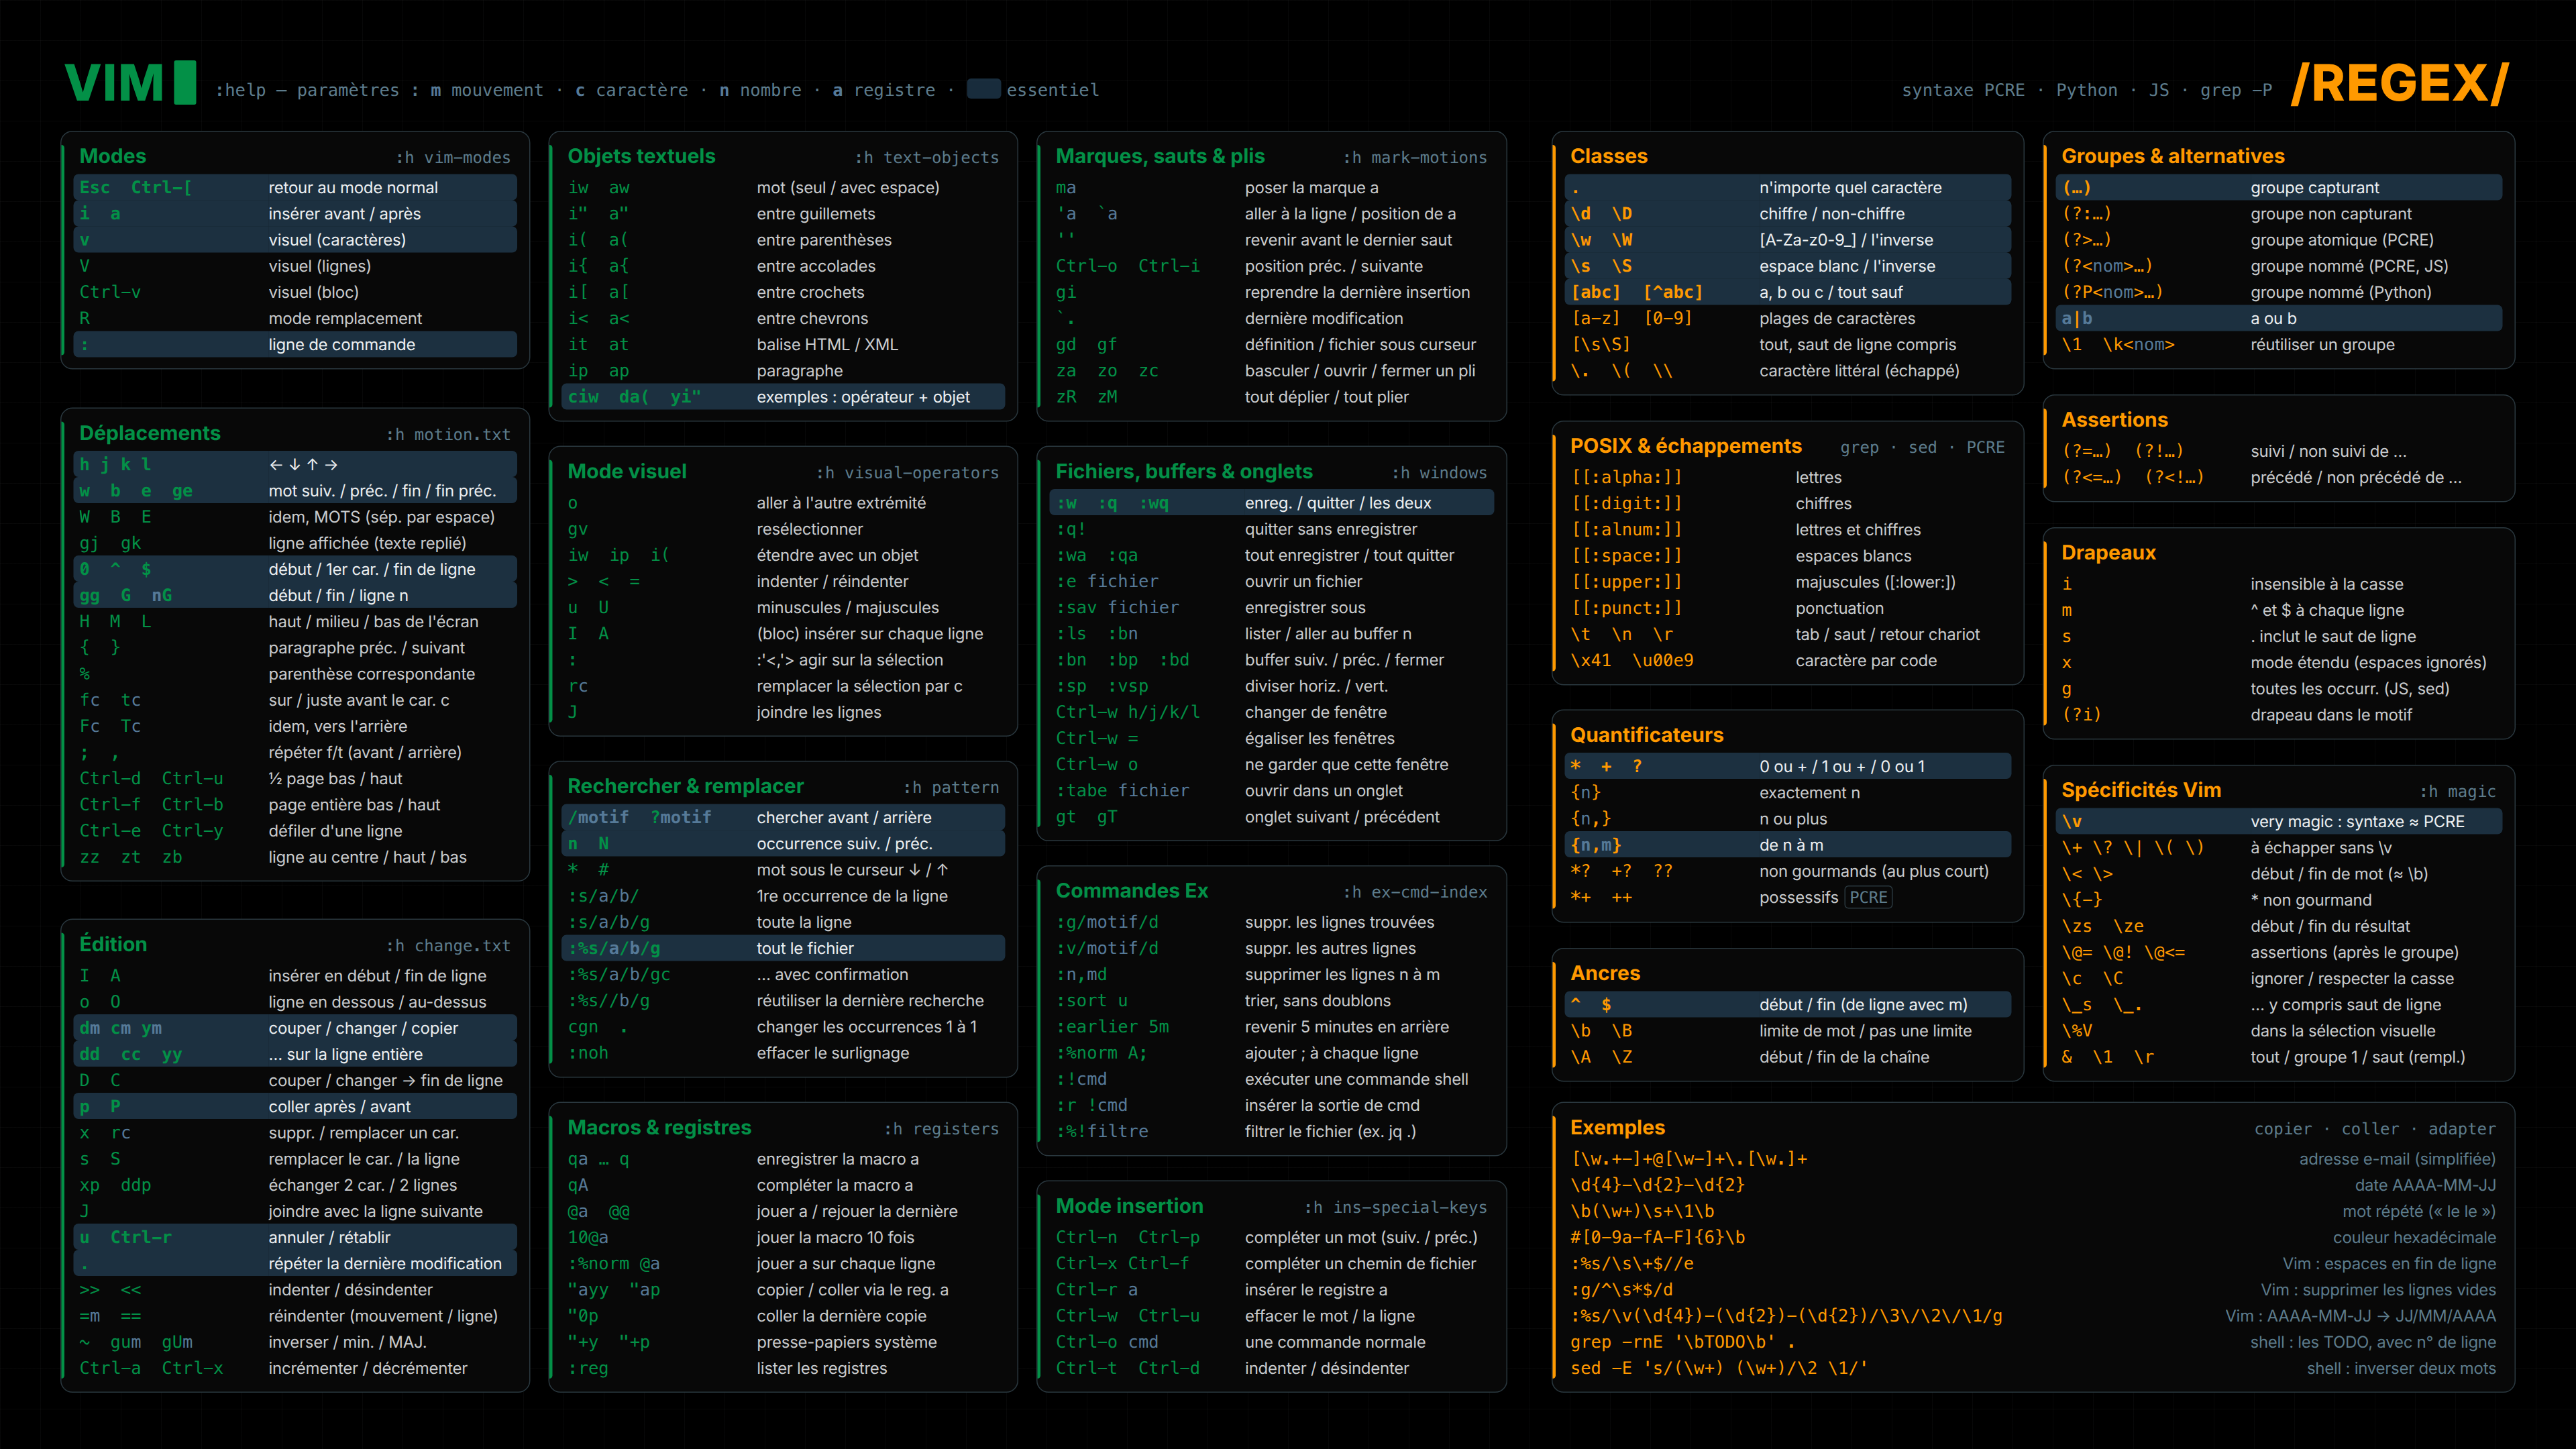 VIM
:help — paramètres : m mouvement · c caractère · n nombre · a registre · essentiel
Modes :h vim-modes
Esc Ctrl-[ retour au mode normal
i a insérer avant / après
v visuel (caractères)
V visuel (lignes)
Ctrl-v visuel (bloc)
R mode remplacement
: ligne de commande
Déplacements :h motion.txt
h j k l ← ↓ ↑ →
w b e ge mot suiv. / préc. / fin / fin préc.
W B E idem, MOTS (sép. par espace)
gj gk ligne affichée (texte replié)
0 ^ $ début / 1er car. / fin de ligne
gg G nG début / fin / ligne n
H M L haut / milieu / bas de l'écran
{ } paragraphe préc. / suivant
% parenthèse correspondante
fc tc sur / juste avant le car. c
Fc Tc idem, vers l'arrière
; , répéter f/t (avant / arrière)
Ctrl-d Ctrl-u ½ page bas / haut
Ctrl-f Ctrl-b page entière bas / haut
Ctrl-e Ctrl-y défiler d'une ligne
zz zt zb ligne au centre / haut / bas
Édition :h change.txt
I A insérer en début / fin de ligne
o O ligne en dessous / au-dessus
dm cm ym couper / changer / copier
dd cc yy ... sur la ligne entière
D C couper / changer → fin de ligne
p P coller après / avant
x rc suppr. / remplacer un car.
s S remplacer le car. / la ligne
xp ddp échanger 2 car. / 2 lignes
J joindre avec la ligne suivante
u Ctrl-r annuler / rétablir
. répéter la dernière modification
>> << indenter / désindenter
=m == réindenter (mouvement / ligne)
~ gum gUm inverser / min. / MAJ.
Ctrl-a Ctrl-x incrémenter / décrémenter
Objets textuels :h text-objects
iw aw mot (seul / avec espace)
i" a" entre guillemets
i( a( entre parenthèses
i{ a{ entre accolades
i[ a[ entre crochets
i< a< entre chevrons
it at balise HTML / XML
ip ap paragraphe
ciw da( yi" exemples : opérateur + objet
Mode visuel :h visual-operators
o aller à l'autre extrémité
gv resélectionner
iw ip i( étendre avec un objet
> < = indenter / réindenter
u U minuscules / majuscules
I A (bloc) insérer sur chaque ligne
: :'<,'> agir sur la sélection
rc remplacer la sélection par c
J joindre les lignes
Rechercher & remplacer :h pattern
/motif ?motif chercher avant / arrière
n N occurrence suiv. / préc.
* # mot sous le curseur ↓ / ↑
:s/a/b/ 1re occurrence de la ligne
:s/a/b/g toute la ligne
:%s/a/b/g tout le fichier
:%s/a/b/gc ... avec confirmation
:%s//b/g réutiliser la dernière recherche
cgn . changer les occurrences 1 à 1
:noh effacer le surlignage
Macros & registres :h registers
qa … q enregistrer la macro a
qA compléter la macro a
@a @@ jouer a / rejouer la dernière
10@a jouer la macro 10 fois
:%norm @a jouer a sur chaque ligne
"ayy "ap copier / coller via le reg. a
"0p coller la dernière copie
"+y "+p presse-papiers système
:reg lister les registres
Marques, sauts & plis :h mark-motions
ma poser la marque a
'a `a aller à la ligne / position de a
'' revenir avant le dernier saut
Ctrl-o Ctrl-i position préc. / suivante
gi reprendre la dernière insertion
`. dernière modification
gd gf définition / fichier sous curseur
za zo zc basculer / ouvrir / fermer un pli
zR zM tout déplier / tout plier
Fichiers, buffers & onglets :h windows
:w :q :wq enreg. / quitter / les deux
:q! quitter sans enregistrer
:wa :qa tout enregistrer / tout quitter
:e fichier ouvrir un fichier
:sav fichier enregistrer sous
:ls :bn lister / aller au buffer n
:bn :bp :bd buffer suiv. / préc. / fermer
:sp :vsp diviser horiz. / vert.
Ctrl-w h/j/k/l changer de fenêtre
Ctrl-w = égaliser les fenêtres
Ctrl-w o ne garder que cette fenêtre
:tabe fichier ouvrir dans un onglet
gt gT onglet suivant / précédent
Commandes Ex :h ex-cmd-index
:g/motif/d suppr. les lignes trouvées
:v/motif/d suppr. les autres lignes
:n,md supprimer les lignes n à m
:sort u trier, sans doublons
:earlier 5m revenir 5 minutes en arrière
:%norm A; ajouter ; à chaque ligne
:!cmd exécuter une commande shell
:r !cmd insérer la sortie de cmd
:%!filtre filtrer le fichier (ex. jq .)
Mode insertion :h ins-special-keys
Ctrl-n Ctrl-p compléter un mot (suiv. / préc.)
Ctrl-x Ctrl-f compléter un chemin de fichier
Ctrl-r a insérer le registre a
Ctrl-w Ctrl-u effacer le mot / la ligne
Ctrl-o cmd une commande normale
Ctrl-t Ctrl-d indenter / désindenter
syntaxe PCRE · Python · JS · grep -P /REGEX/
Classes
. n'importe quel caractère
\d \D chiffre / non-chiffre
\w \W [A-Za-z0-9_] / l'inverse
\s \S espace blanc / l'inverse
[abc] [^abc] a, b ou c / tout sauf
[a-z] [0-9] plages de caractères
[\s\S] tout, saut de ligne compris
\. \( \\ caractère littéral (échappé)
POSIX & échappements grep · sed · PCRE
[[:alpha:]] lettres
[[:digit:]] chiffres
[[:alnum:]] lettres et chiffres
[[:space:]] espaces blancs
[[:upper:]] majuscules ([:lower:])
[[:punct:]] ponctuation
\t \n \r tab / saut / retour chariot
\x41 \u00e9 caractère par code
Quantificateurs
* + ? 0 ou + / 1 ou + / 0 ou 1
{n} exactement n
{n,} n ou plus
{n,m} de n à m
*? +? ?? non gourmands (au plus court)
*+ ++ possessifs PCRE
Ancres
^ $ début / fin (de ligne avec m)
\b \B limite de mot / pas une limite
\A \Z début / fin de la chaîne
Groupes & alternatives
(…) groupe capturant
(?:…) groupe non capturant
(?>…) groupe atomique (PCRE)
(?<nom>…) groupe nommé (PCRE, JS)
(?P<nom>…) groupe nommé (Python)
a|b a ou b
\1 \k<nom> réutiliser un groupe
Assertions
(?=…) (?!…) suivi / non suivi de ...
(?<=…) (?<!…) précédé / non précédé de ...
Drapeaux
i insensible à la casse
m ^ et $ à chaque ligne
s . inclut le saut de ligne
x mode étendu (espaces ignorés)
g toutes les occurr. (JS, sed)
(?i) drapeau dans le motif
Spécificités Vim :h magic
\v very magic : syntaxe ≈ PCRE
\+ \? \| \( \) à échapper sans \v
\< \> début / fin de mot (≈ \b)
\{-} * non gourmand
\zs \ze début / fin du résultat
\@= \@! \@<= assertions (après le groupe)
\c \C ignorer / respecter la casse
\_s \_. ... y compris saut de ligne
\%V dans la sélection visuelle
& \1 \r tout / groupe 1 / saut (rempl.)
Exemples copier · coller · adapter
[\w.+-]+@[\w-]+\.[\w.]+ adresse e-mail (simplifiée)
\d{4}-\d{2}-\d{2} date AAAA-MM-JJ
\b(\w+)\s+\1\b mot répété (« le le »)
#[0-9a-fA-F]{6}\b couleur hexadécimale
:%s/\s\+$//e Vim : espaces en fin de ligne
:g/^\s*$/d Vim : supprimer les lignes vides
:%s/\v(\d{4})-(\d{2})-(\d{2})/\3\/\2\/\1/g Vim : AAAA-MM-JJ → JJ/MM/AAAA
grep -rnE '\bTODO\b' . shell : les TODO, avec n° de ligne
sed -E 's/(\w+) (\w+)/\2 \1/' shell : inverser deux mots